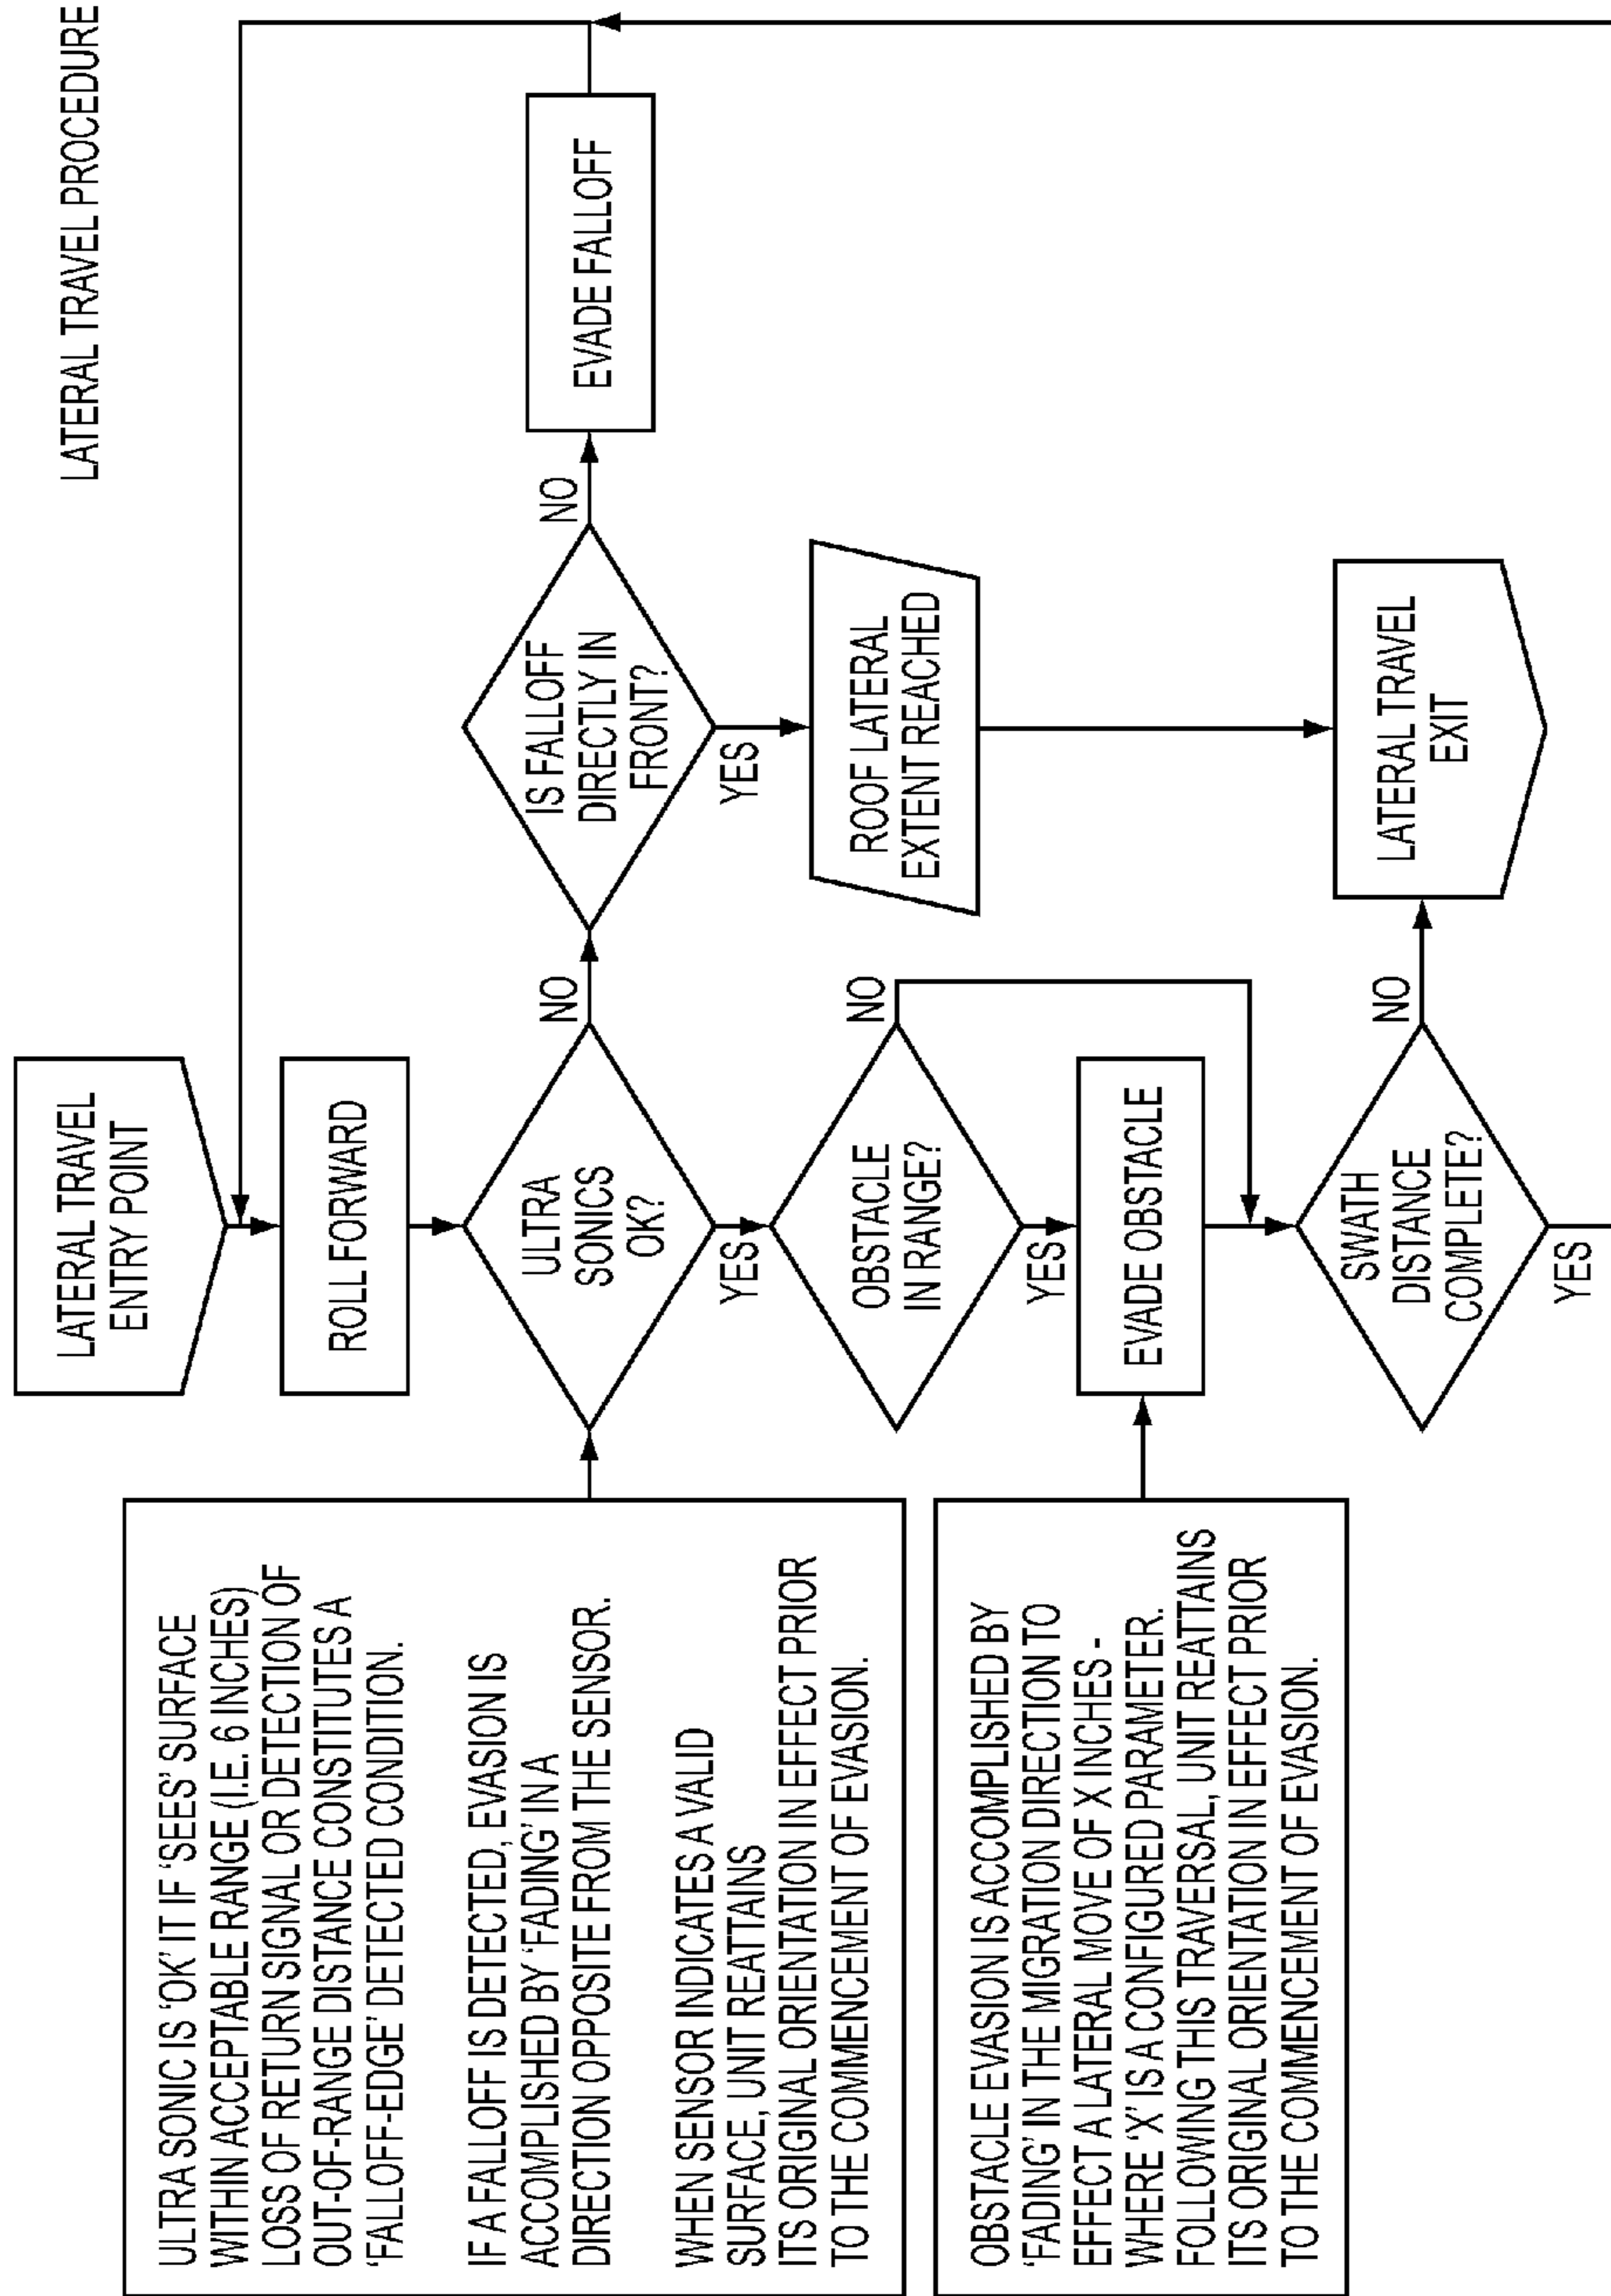 LATERAL TRAVEL PROCEDURE
LATERAL TRAVEL
ENTRY POINT
ROLL FORWARD
ULTRA SONIC IS 'OK' IT IF 'SEES' SURFACE
WITHIN ACCEPTABLE RANGE (I.E. 6 INCHES)
LOSS OF RETURN SIGNAL OR DETECTION OF
OUT-OF-RANGE DISTANCE CONSTITUTES A
'FALLOFF-EDGE' DETECTED CONDITION.
IF A FALLOFF IS DETECTED, EVASION IS
ACCOMPLISHED BY 'FADING' IN A
DIRECTION OPPOSITE FROM THE SENSOR.
WHEN SENSOR INDICATES A VALID
SURFACE, UNIT REATTAINS
ITS ORIGINAL ORIENTATION IN EFFECT PRIOR
TO THE COMMENCEMENT OF EVASION.
ULTRA
SONICS
OK?
NO
YES
IS FALLOFF
DIRECTLY IN
FRONT?
NO
YES
EVADE FALLOFF
OBSTACLE
IN RANGE?
NO
YES
ROOF LATERAL
EXTENT REACHED
OBSTACLE EVASION IS ACCOMPLISHED BY
'FADING' IN THE MIGRATION DIRECTION TO
EFFECT A LATERAL MOVE OF X INCHES -
WHERE 'X' IS A CONFIGURED PARAMETER.
FOLLOWING THIS TRAVERSAL, UNIT REATTAINS
ITS ORIGINAL ORIENTATION IN EFFECT PRIOR
TO THE COMMENCEMENT OF EVASION.
EVADE OBSTACLE
SWATH
DISTANCE
COMPLETE?
NO
YES
LATERAL TRAVEL
EXIT